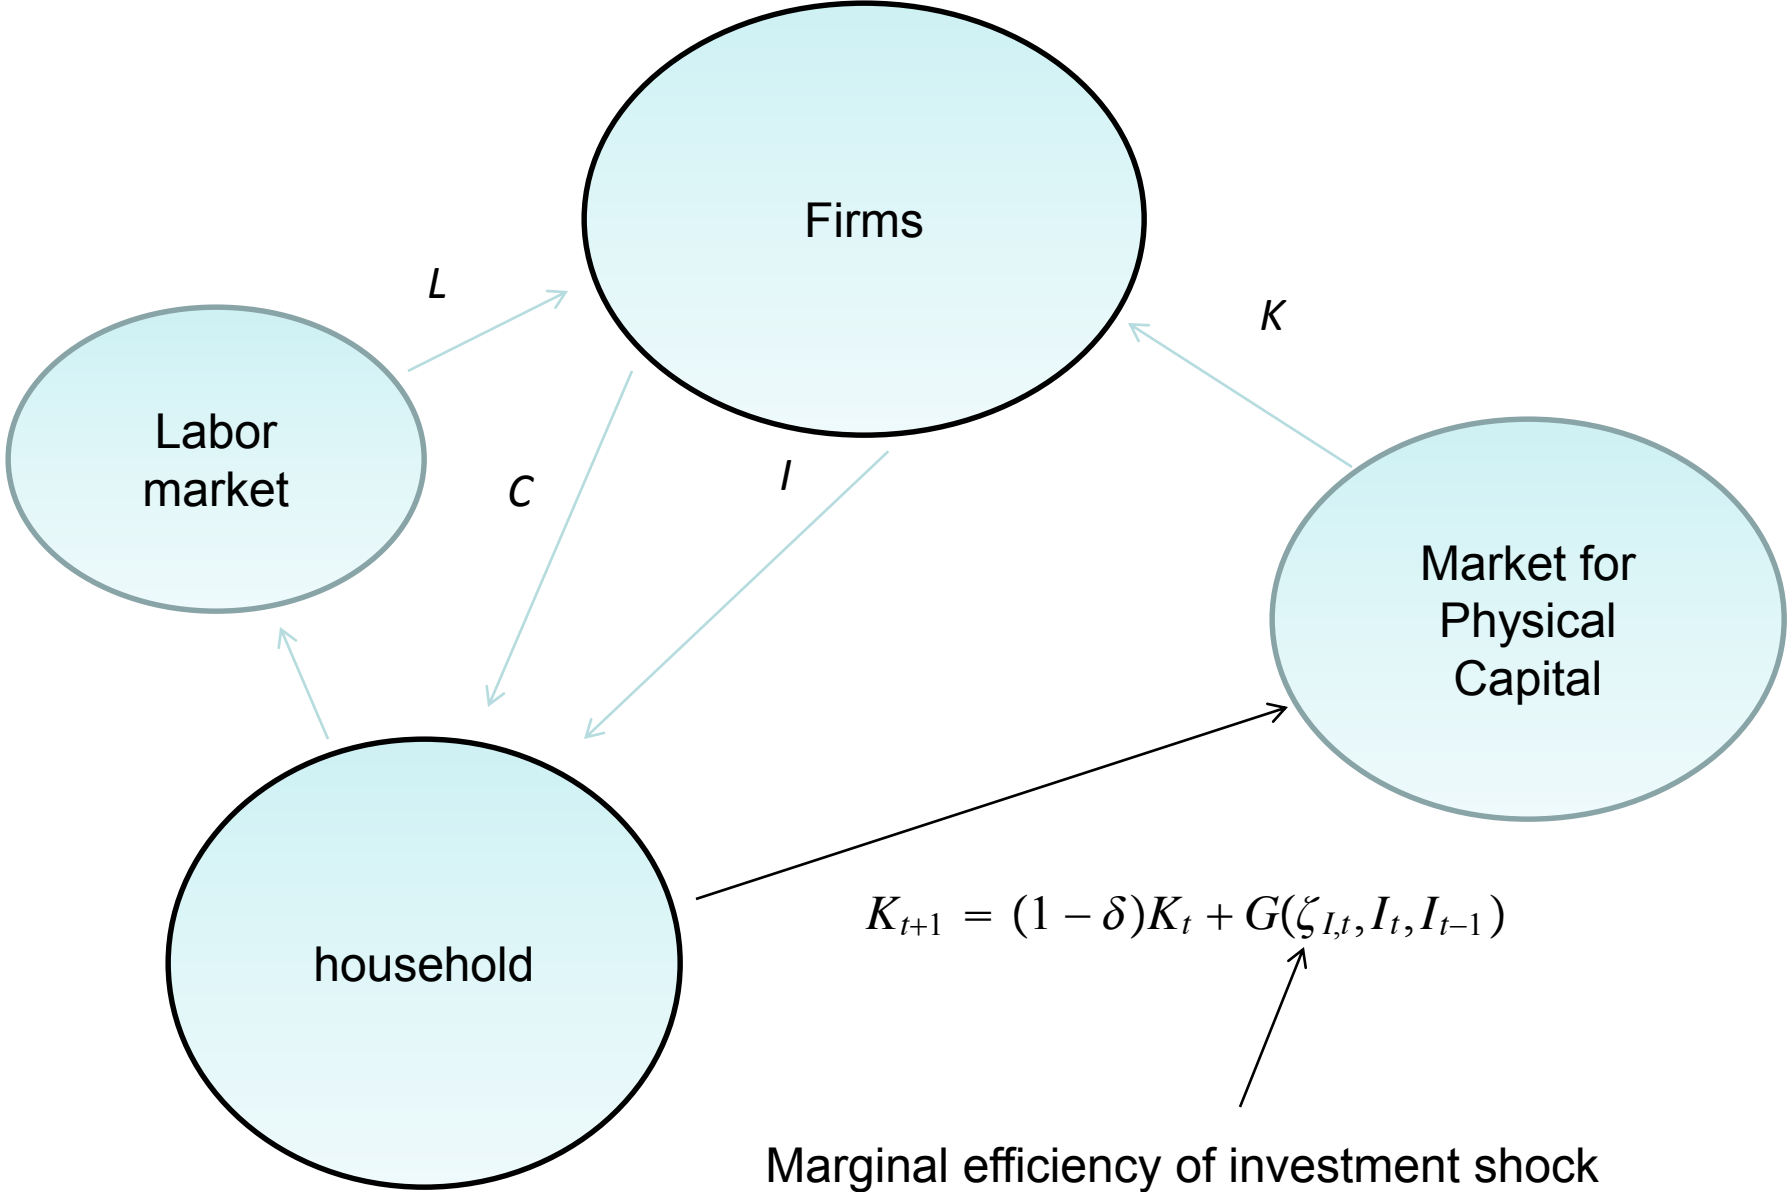 Firms
L
K
Labor
market
C
I
Market for
Physical
Capital
K_{t+1} = (1 − δ)K_t + G(ζ_{I,t}, I_t, I_{t−1})
household
Marginal efficiency of investment shock